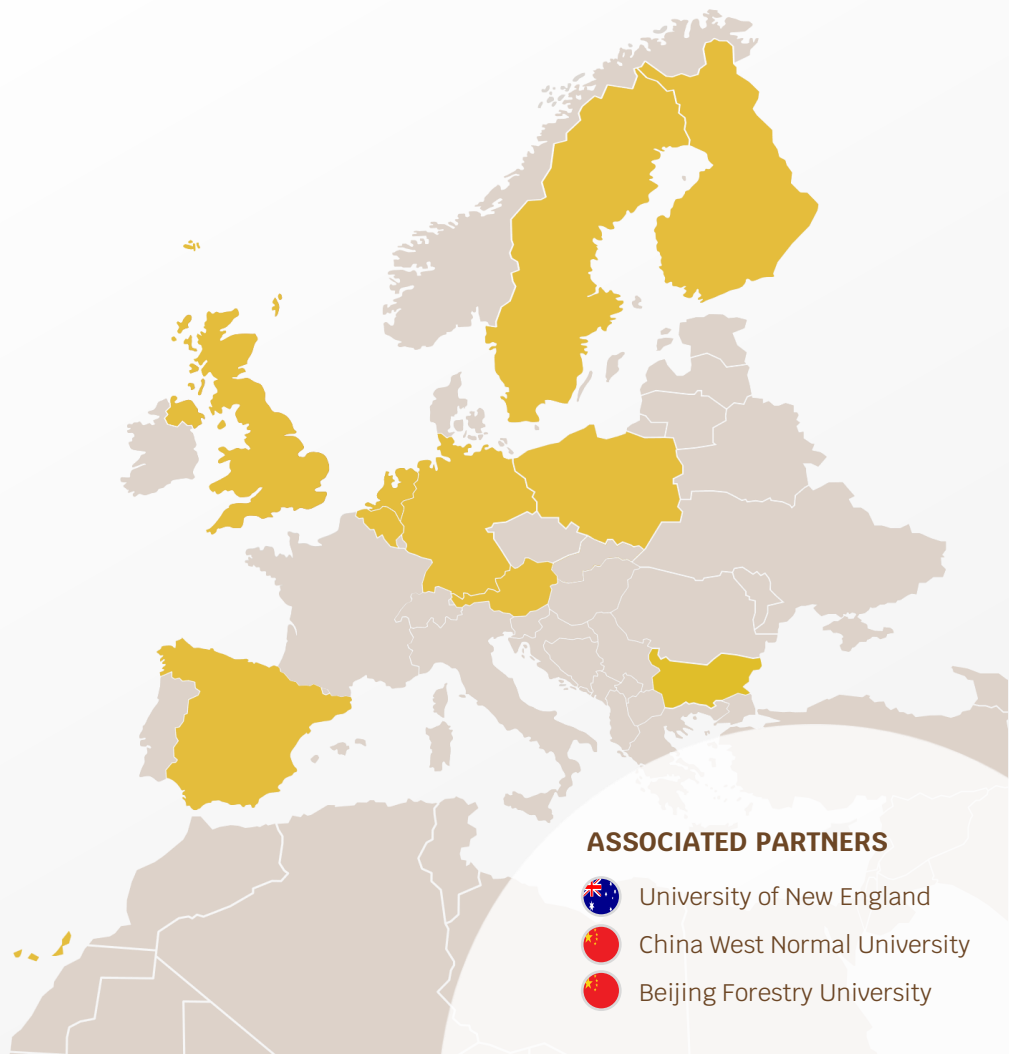 ASSOCIATED PARTNERS
University of New England
China West Normal University
Beijing Forestry University